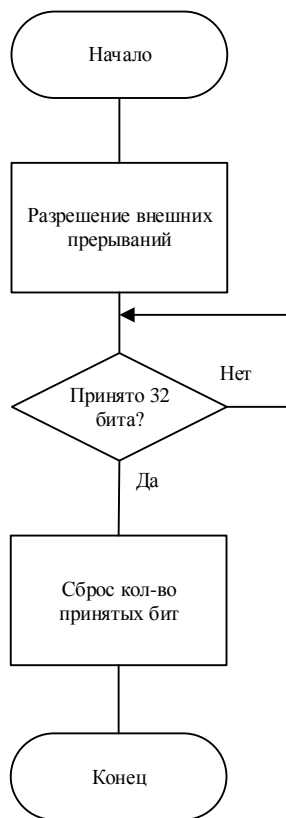 Начало
Разрешение внешних
прерываний
Нет
Принято 32
бита?
Да
Сброс кол-во
принятых бит
Конец